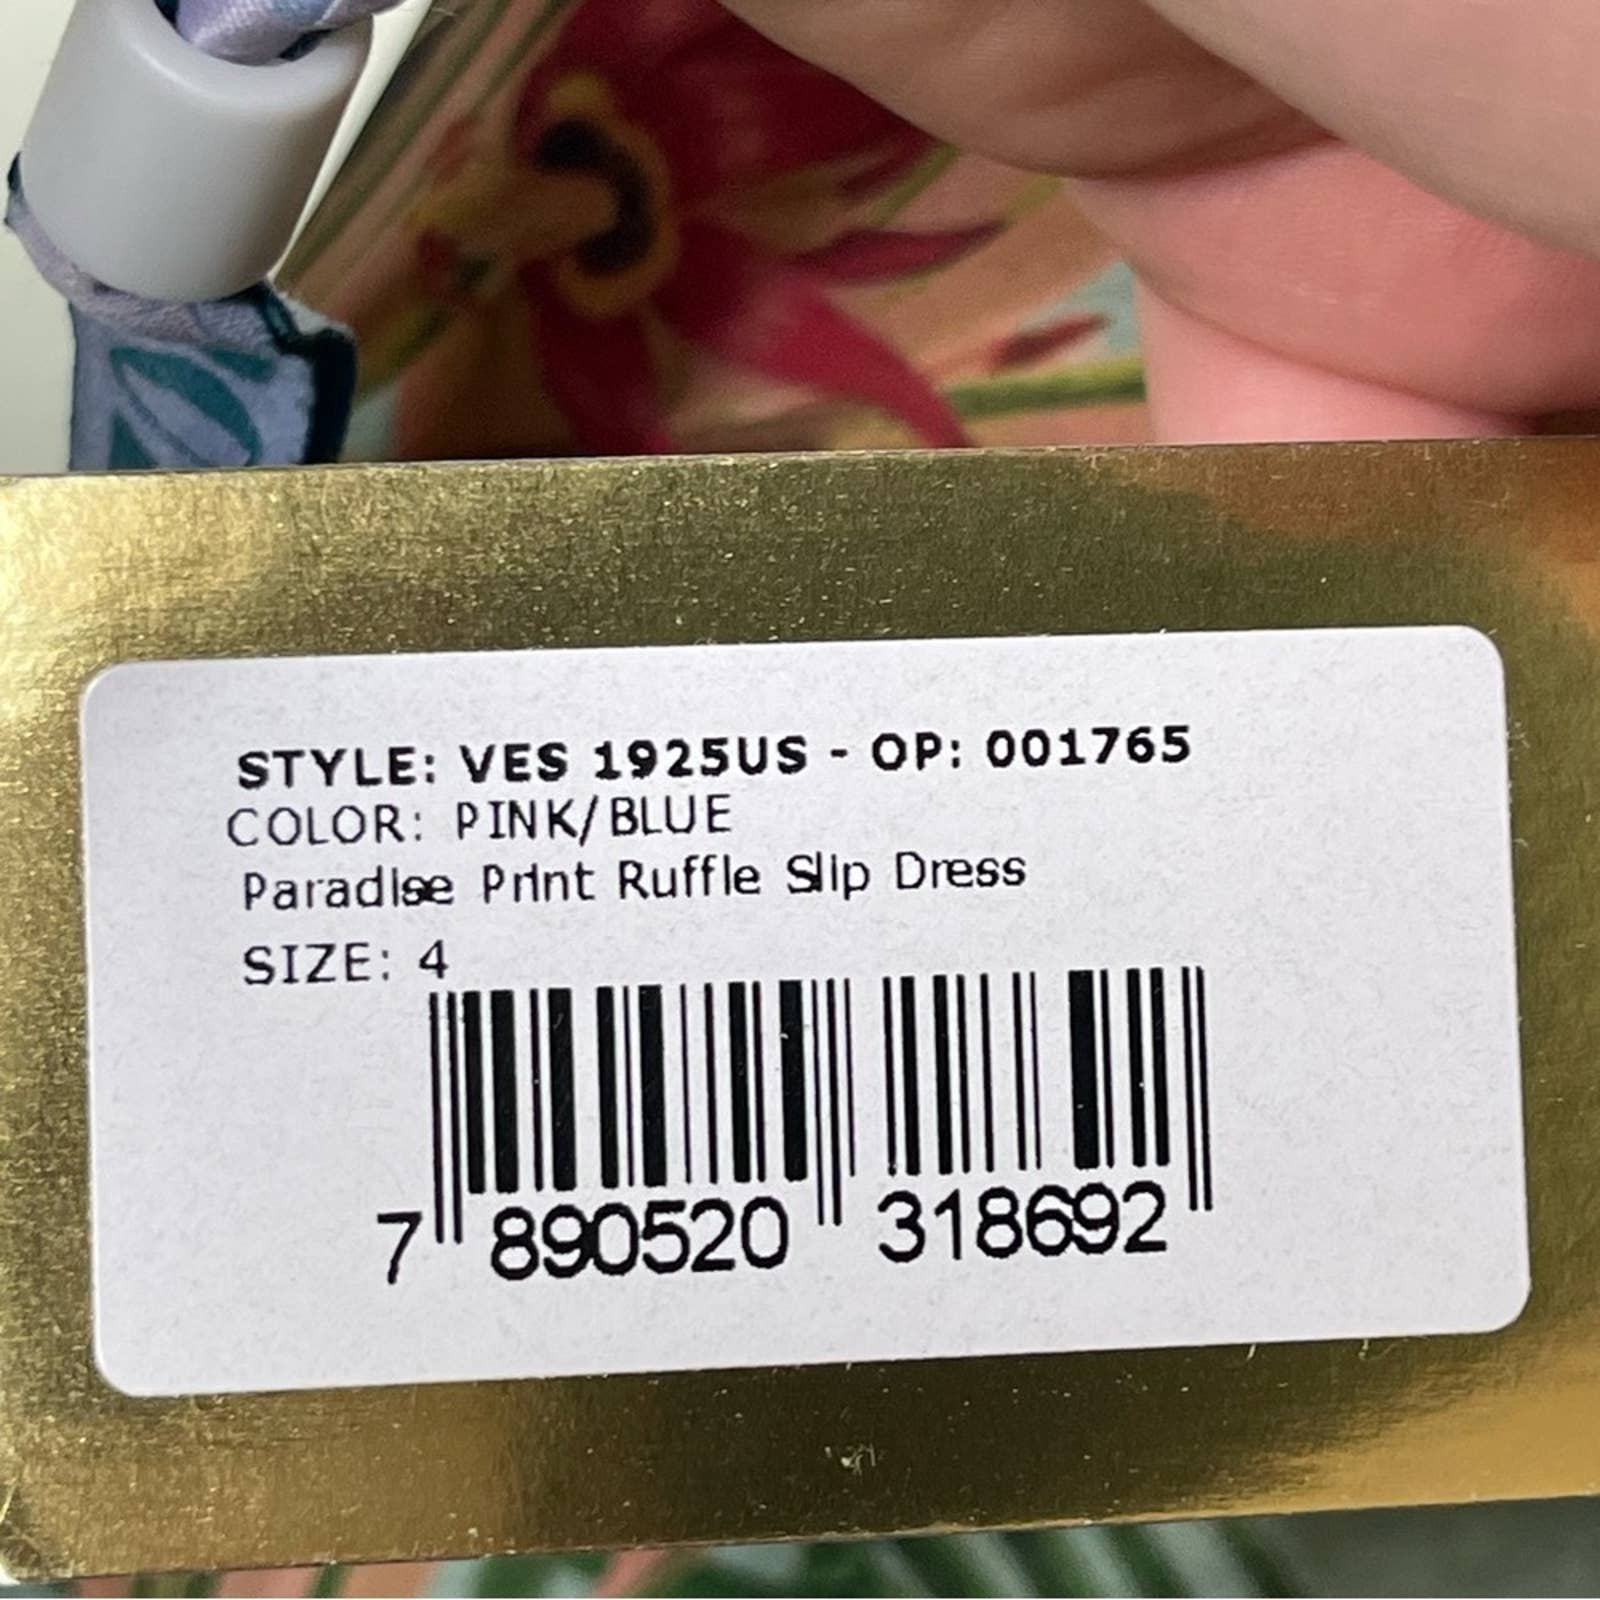 STYLE: VES 1925US - OP: 001765
COLOR: PINK/BLUE
Paradise Print Ruffle Slip Dress
SIZE: 4
7 890520 318692